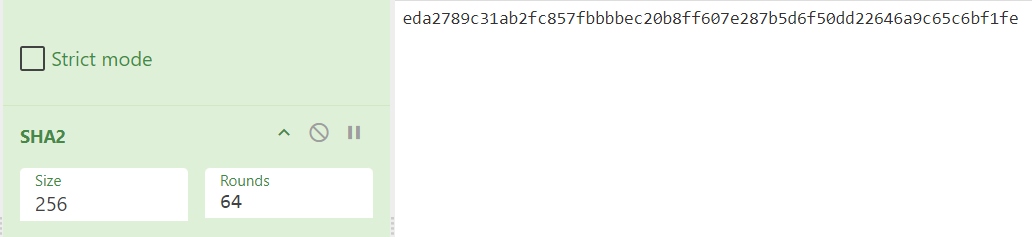 eda2789c31ab2fc857fbbbbec20b8ff607e287b5d6f50dd22646a9c65c6bf1fe
Strict mode
SHA2
Size
256
Rounds
64